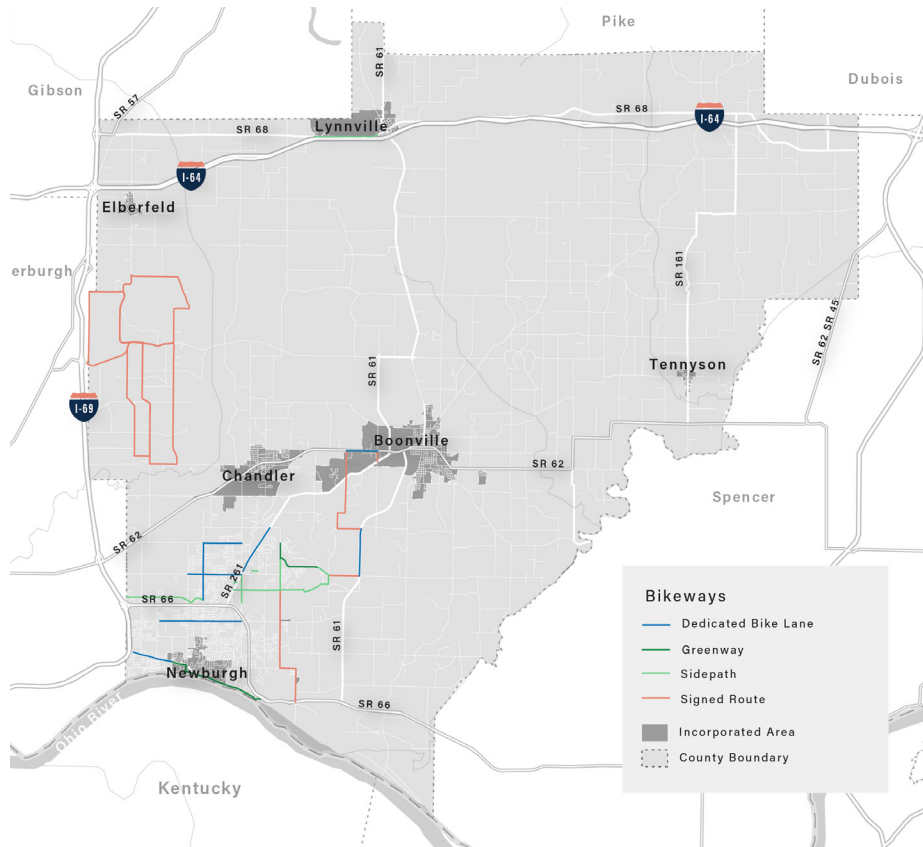 Pike
Gibson
Dubois
SR 61
SR 57
SR 68
SR 68
Lynnville
I-64
I-64
Elberfeld
erburgh
SR 161
SR 62 SR 45
SR 61
Tennyson
I-69
Boonville
Chandler
SR 62
Spencer
SR 62
SR 261
SR 66
SR 61
Newburgh
SR 66
Ohio River
Kentucky
Bikeways
Dedicated Bike Lane
Greenway
Sidepath
Signed Route
Incorporated Area
County Boundary